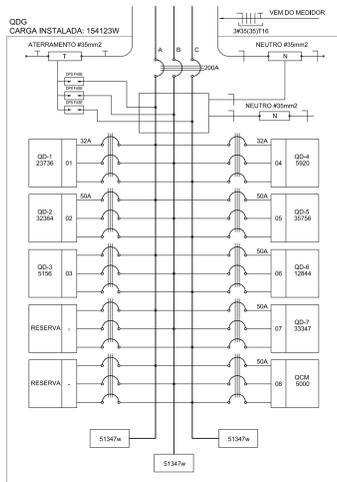 QDG
CARGA INSTALADA: 154123W
VEM DO MEDIDOR
3#35(35)T16
ATERRAMENTO #35mm2
A
B
C
NEUTRO #35mm2
T
N
200A
NEUTRO #35mm2
N
32A
32A
QD-1
23736
01
04
QD-4
5920
50A
50A
QD-2
32364
02
05
QD-5
35756
50A
QD-3
5156
03
06
QD-6
12844
50A
RESERVA
-
07
QD-7
33347
50A
RESERVA
-
08
QCM
5000
51347w
51347w
51347w